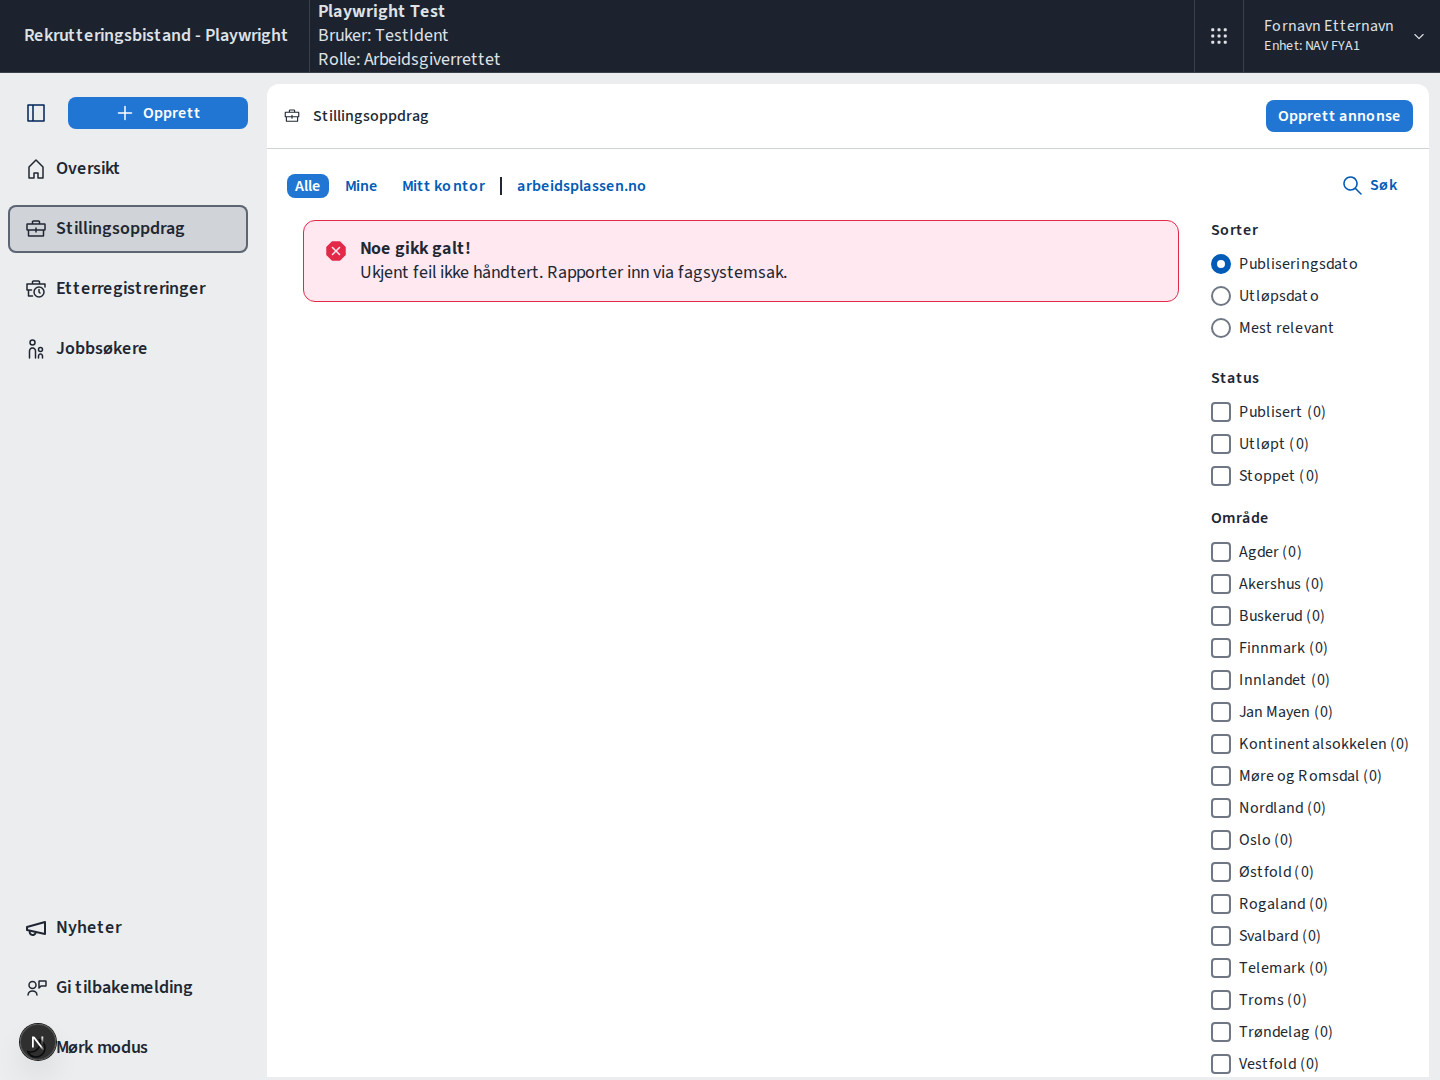 Rekrutteringsbistand - Playwright
Playwright Test
Bruker: TestIdent
Rolle: Arbeidsgiverrettet
Fornavn Etternavn
Enhet: NAV FYA1
Opprett
Oversikt
Stillingsoppdrag
Etterregistreringer
Jobbsøkere
Nyheter
Gi tilbakemelding
N
Mørk modus
Stillingsoppdrag
Opprett annonse
Alle
Mine
Mitt kontor
arbeidsplassen.no
Søk
Noe gikk galt!
Ukjent feil ikke håndtert. Rapporter inn via fagsystemsak.
Sorter
Publiseringsdato
Utløpsdato
Mest relevant
Status
Publisert (0)
Utløpt (0)
Stoppet (0)
Område
Agder (0)
Akershus (0)
Buskerud (0)
Finnmark (0)
Innlandet (0)
Jan Mayen (0)
Kontinentalsokkelen (0)
Møre og Romsdal (0)
Nordland (0)
Oslo (0)
Østfold (0)
Rogaland (0)
Svalbard (0)
Telemark (0)
Troms (0)
Trøndelag (0)
Vestfold (0)